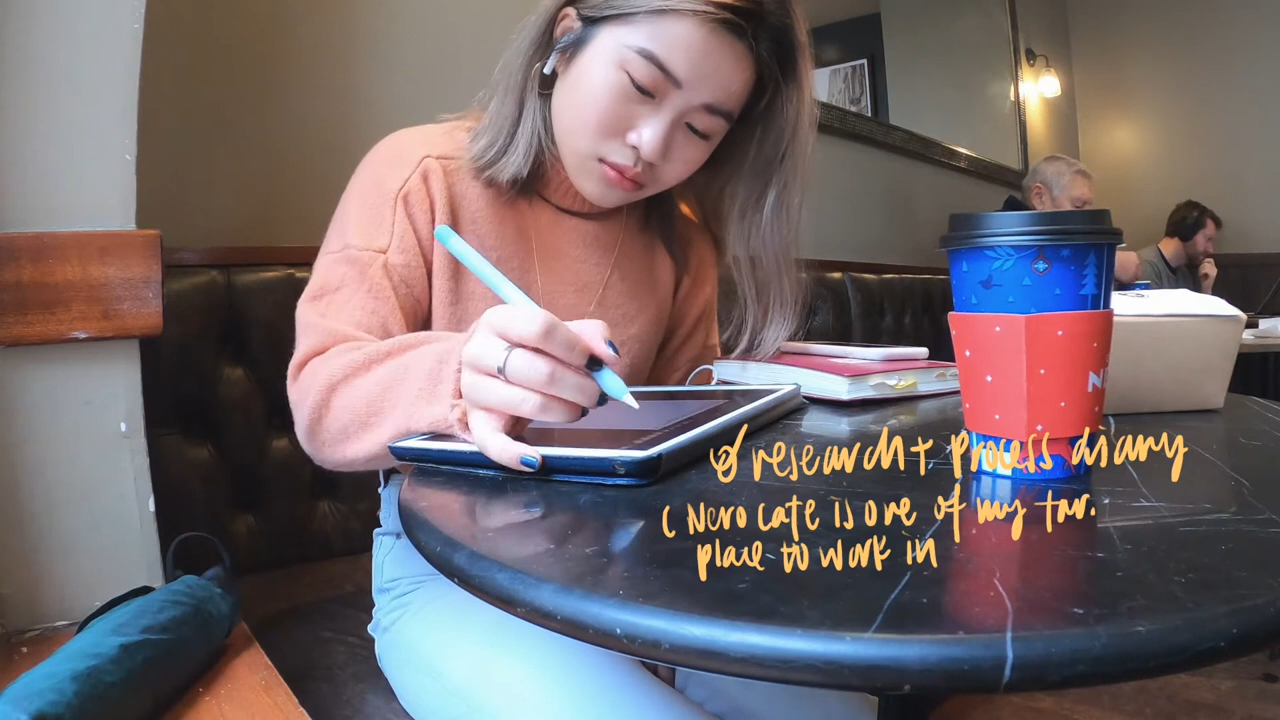 research + process diary
( Nero cafe is one of my fav.
place to work in
N